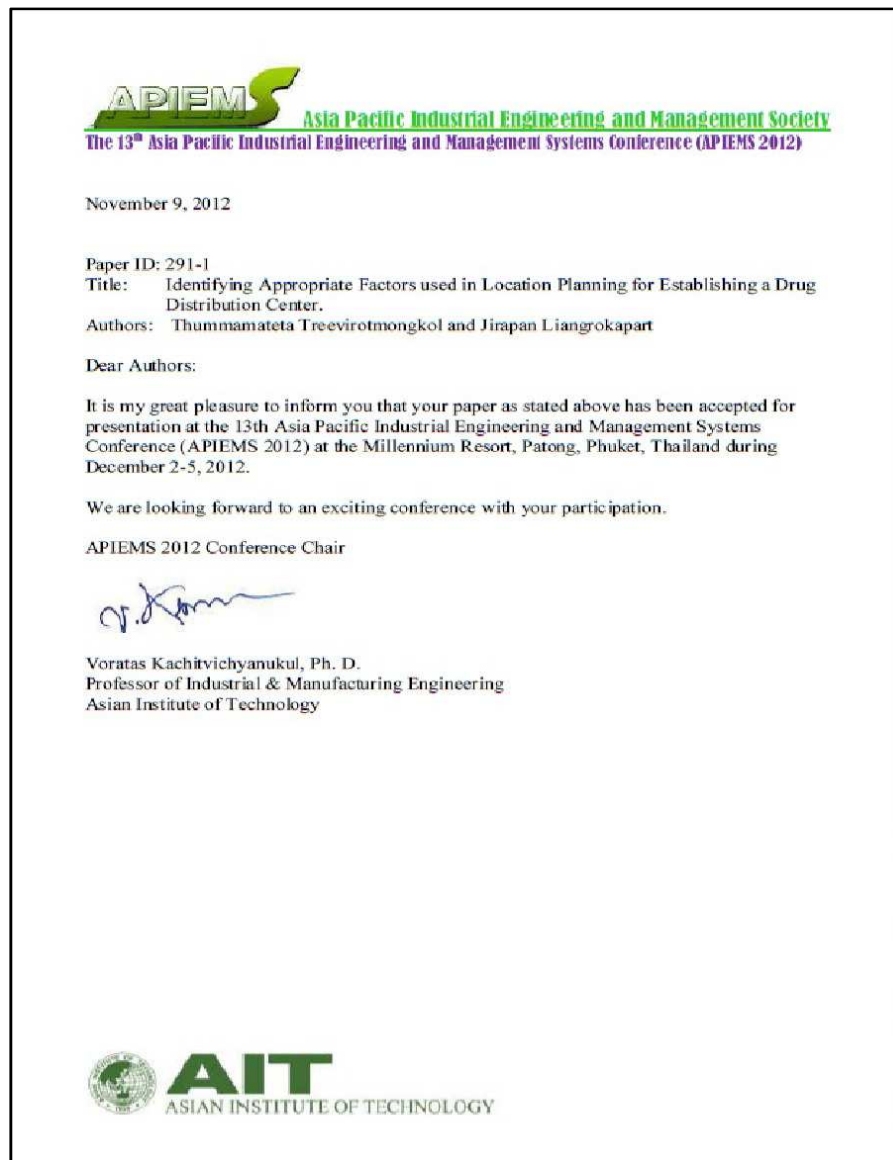 APIEMS Asia Pacific Industrial Engineering and Management Society
The 13th Asia Pacific Industrial Engineering and Management Systems Conference (APIEMS 2012)
November 9, 2012
Paper ID: 291-1
Title: Identifying Appropriate Factors used in Location Planning for Establishing a Drug
Distribution Center.
Authors: Thummamateta Treevirotmongkol and Jirapan Liangrokapart
Dear Authors:
It is my great pleasure to inform you that your paper as stated above has been accepted for
presentation at the 13th Asia Pacific Industrial Engineering and Management Systems
Conference (APIEMS 2012) at the Millennium Resort, Patong, Phuket, Thailand during
December 2-5, 2012.
We are looking forward to an exciting conference with your participation.
APIEMS 2012 Conference Chair
Voratas Kachitvichyanukul, Ph. D.
Professor of Industrial & Manufacturing Engineering
Asian Institute of Technology
AIT
ASIAN INSTITUTE OF TECHNOLOGY